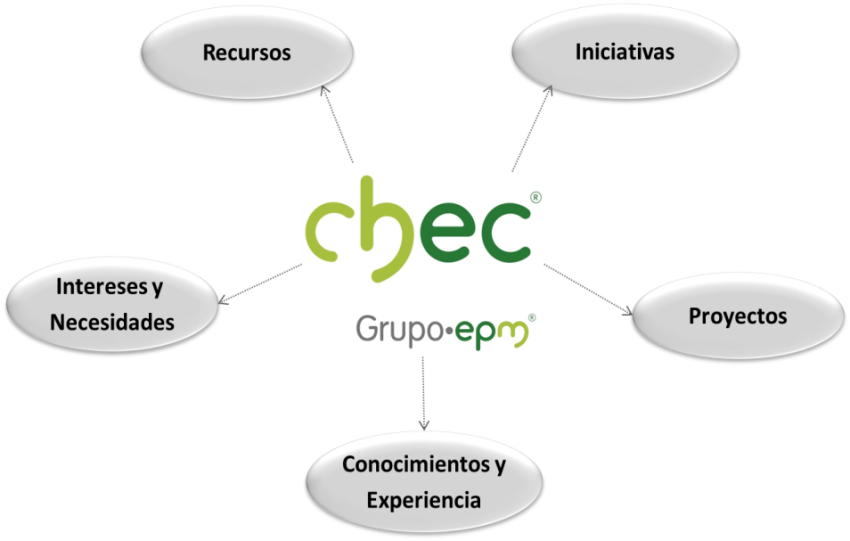 Recursos
Iniciativas
chec®
Intereses y
Necesidades
Grupo•epm®
Proyectos
Conocimientos y
Experiencia